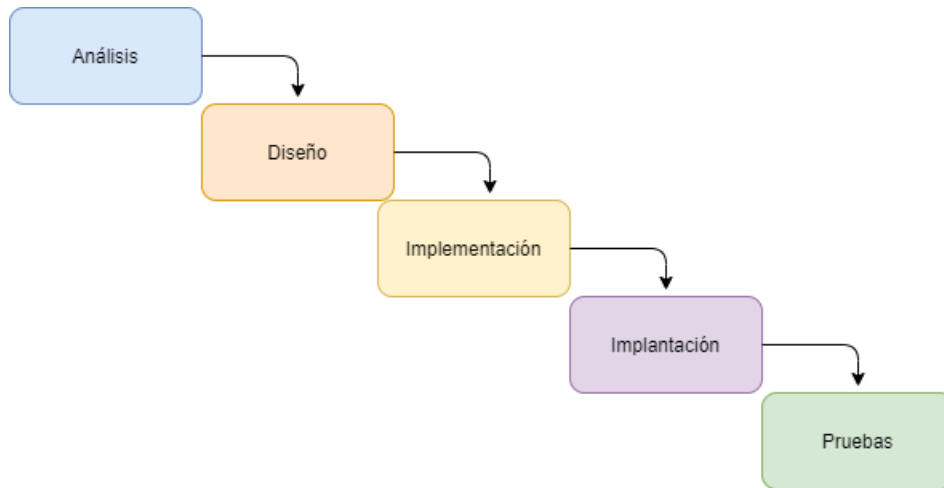 Análisis
Diseño
Implementación
Implantación
Pruebas